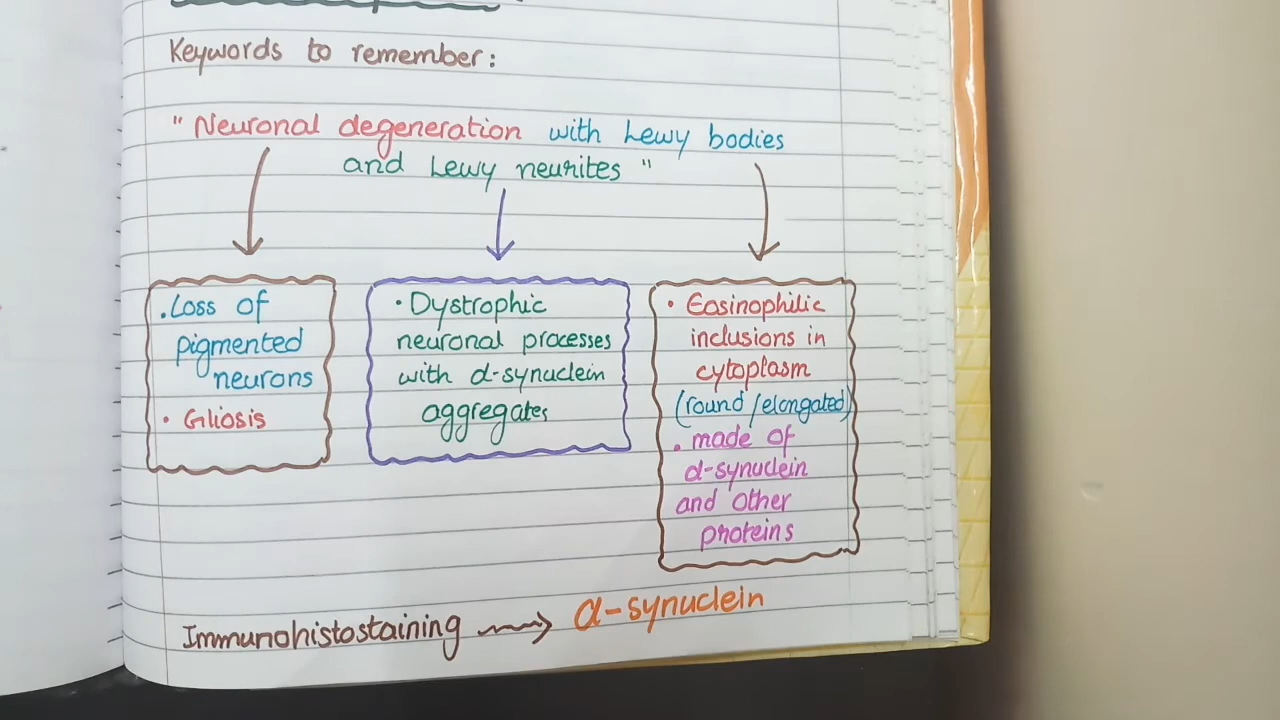 Keywords to remember:
" Neuronal degeneration with Lewy bodies
and Lewy neurites "
• Loss of
pigmented
neurons
• Gliosis
• Dystrophic
neuronal processes
with α-synuclein
aggregates
• Eosinophilic
inclusions in
cytoplasm
(round/elongated)
• made of
α-synuclein
and other
proteins
Immunohistostaining ⟶ α-synuclein